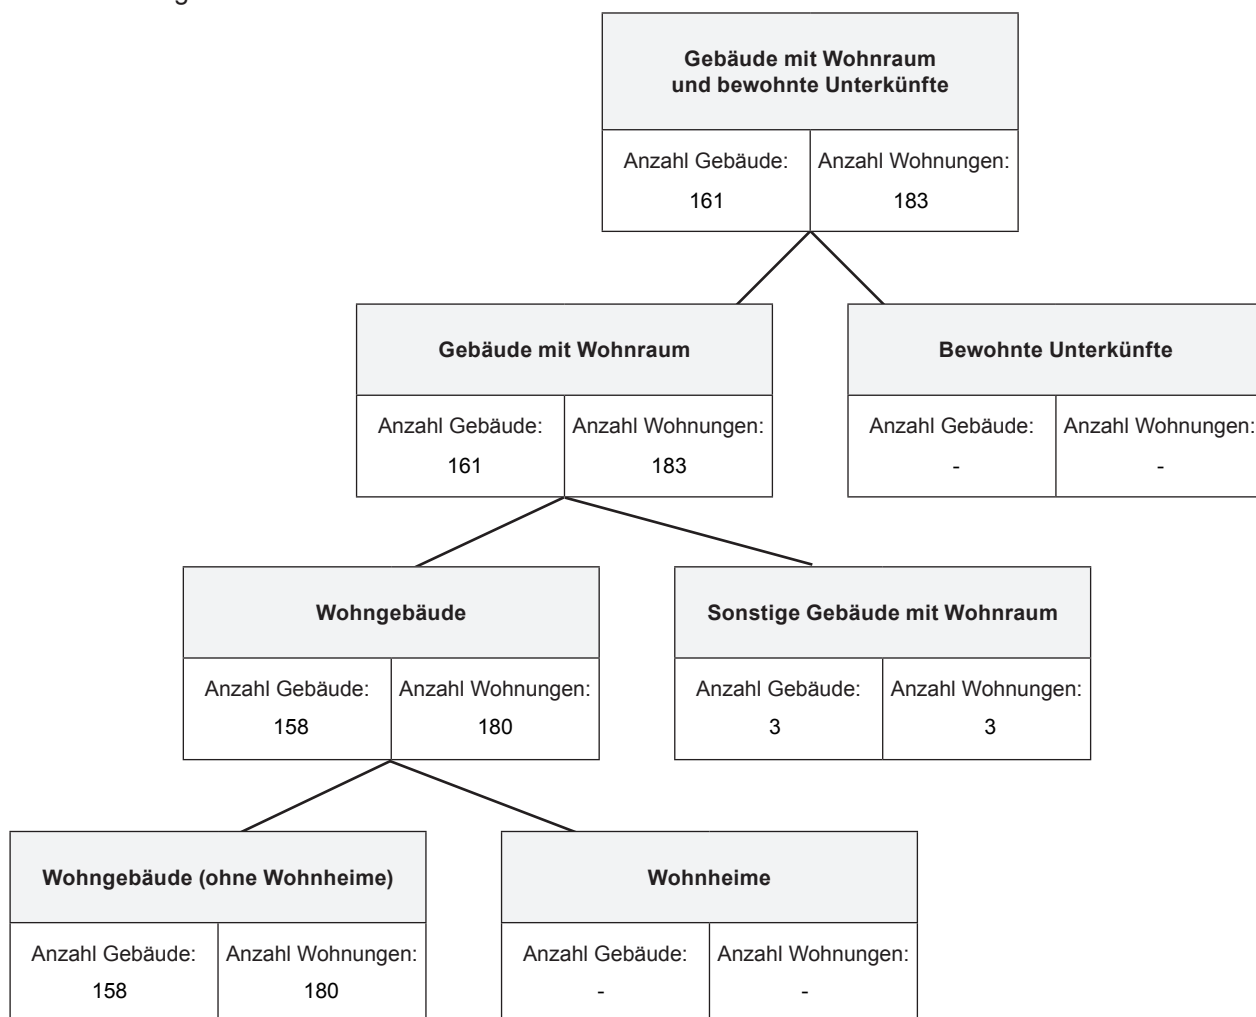 Gebäude mit Wohnraum
und bewohnte Unterkünfte
Anzahl Gebäude: Anzahl Wohnungen:
161 183
Gebäude mit Wohnraum
Anzahl Gebäude: Anzahl Wohnungen:
161 183
Bewohnte Unterkünfte
Anzahl Gebäude: Anzahl Wohnungen:
- -
Wohngebäude
Anzahl Gebäude: Anzahl Wohnungen:
158 180
Sonstige Gebäude mit Wohnraum
Anzahl Gebäude: Anzahl Wohnungen:
3 3
Wohngebäude (ohne Wohnheime)
Anzahl Gebäude: Anzahl Wohnungen:
158 180
Wohnheime
Anzahl Gebäude: Anzahl Wohnungen:
- -